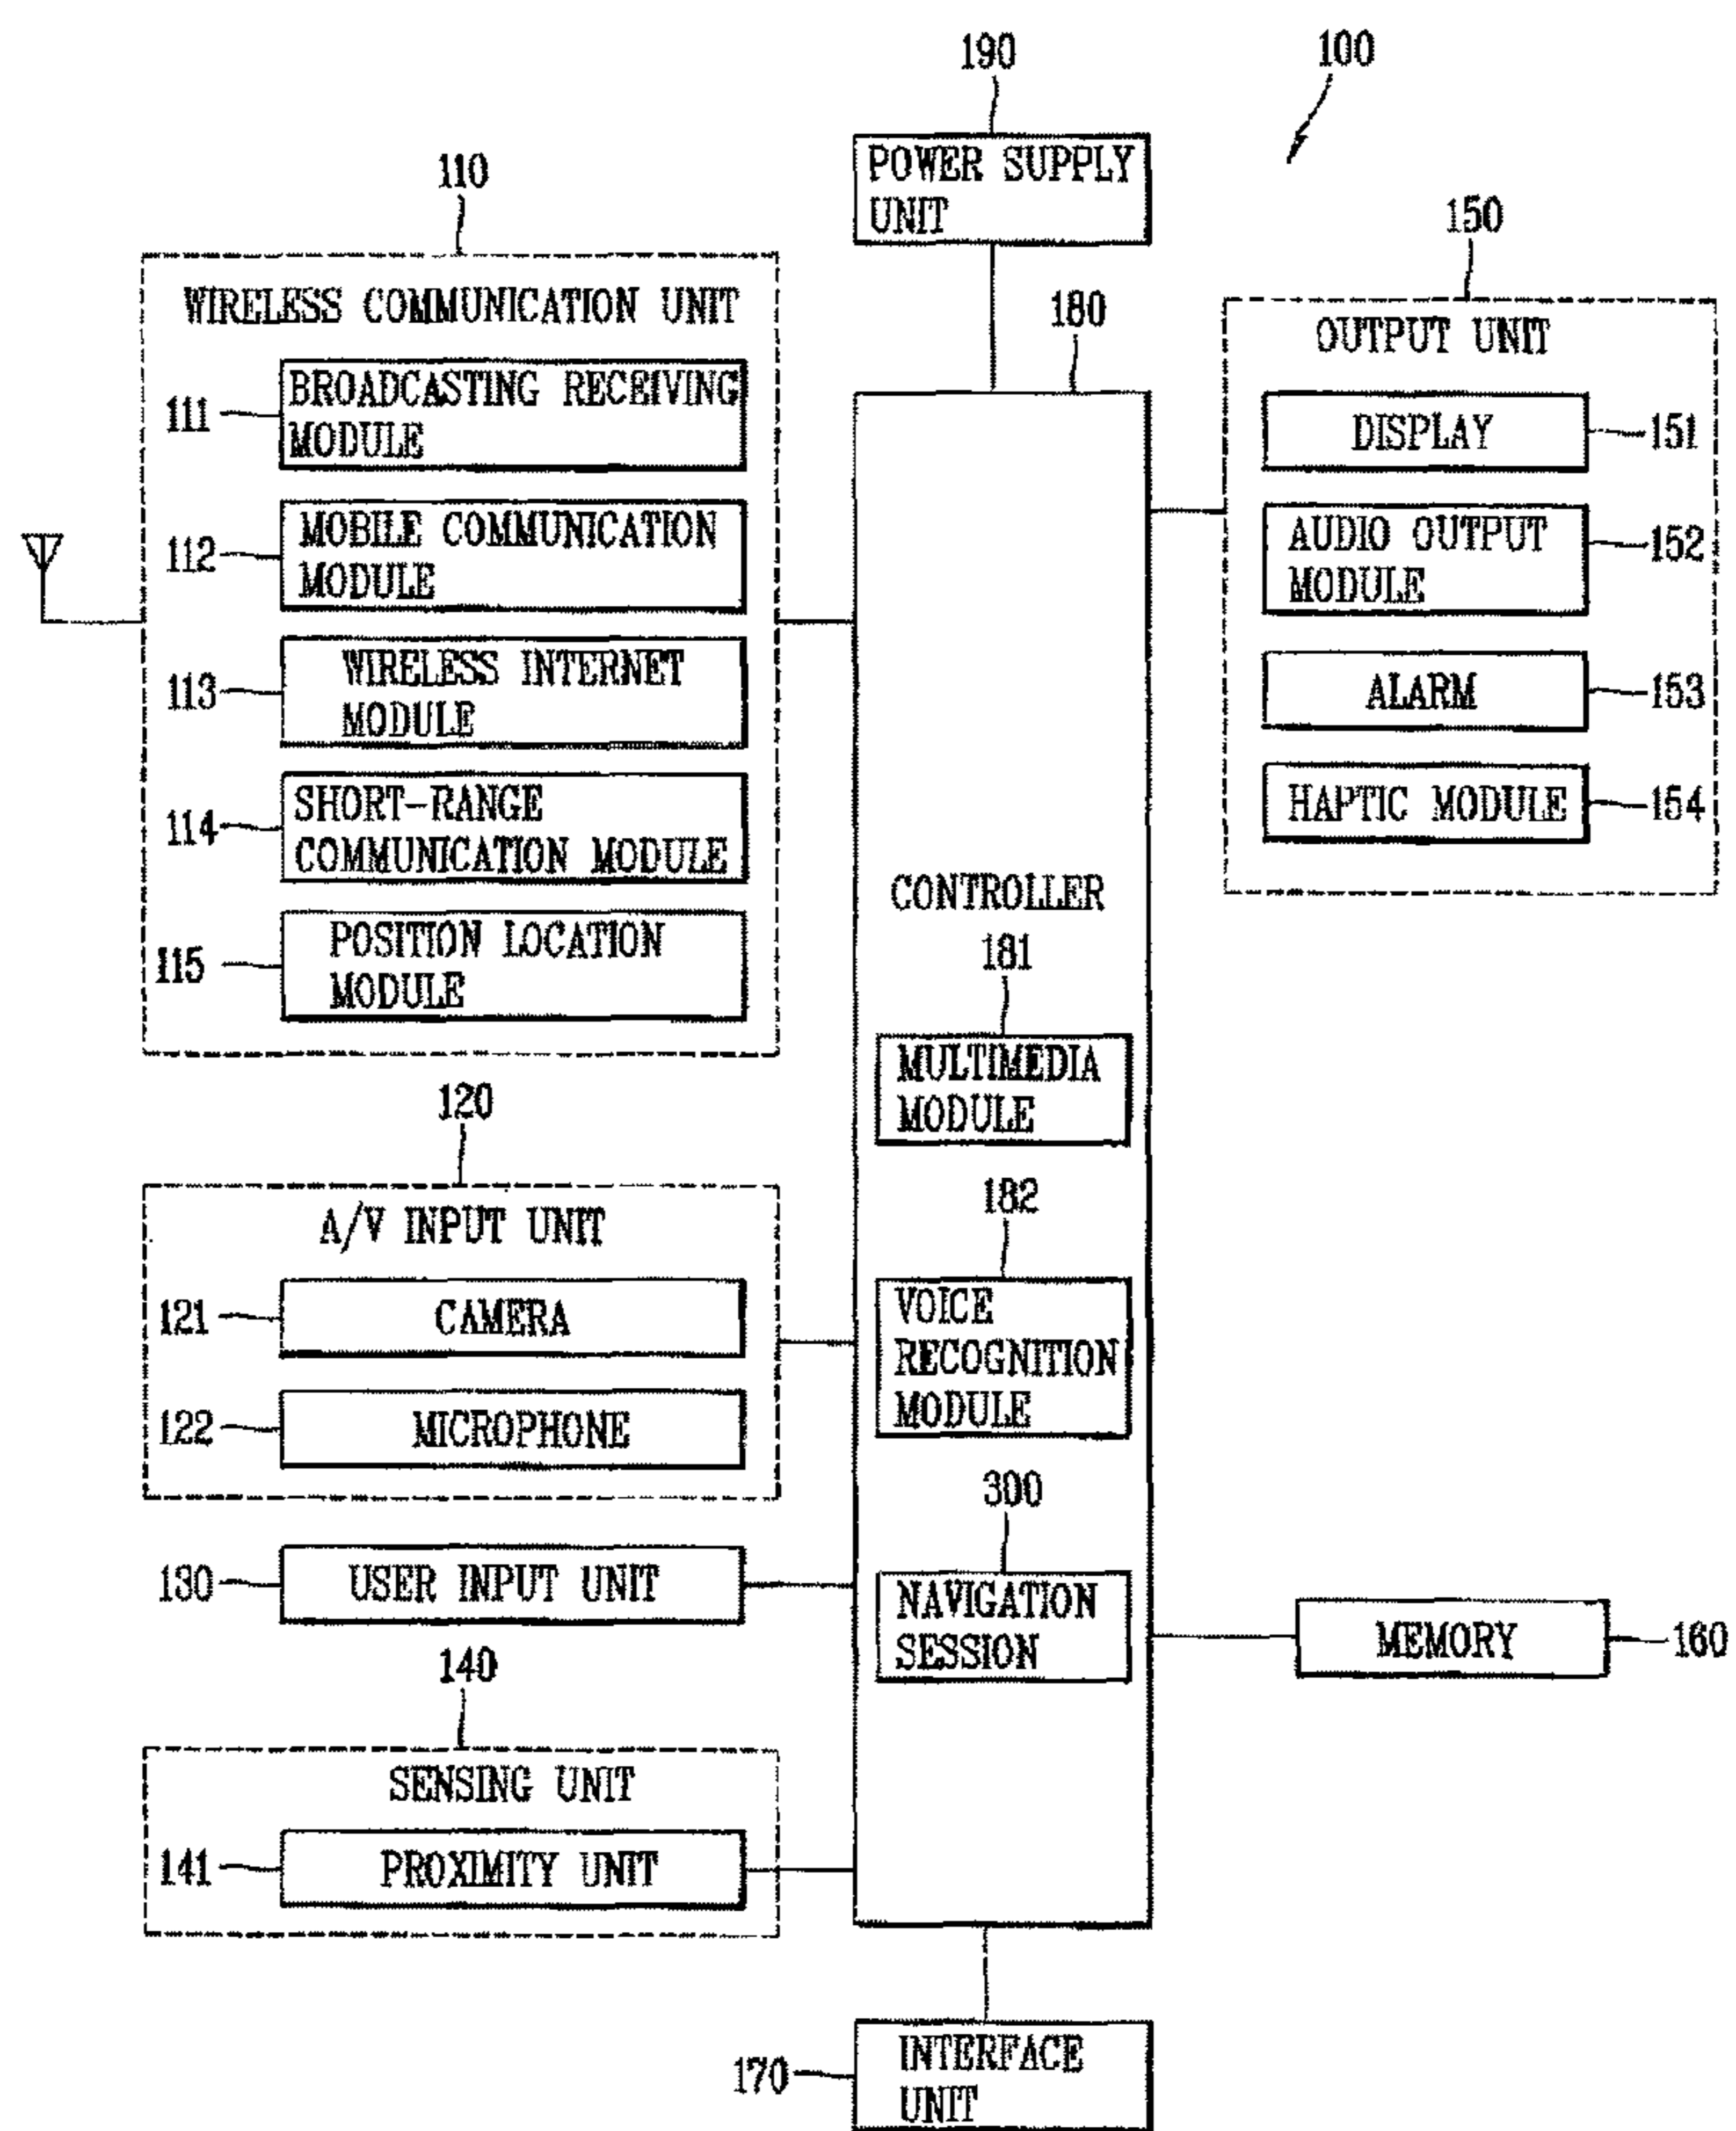 190
100
POWER SUPPLY
UNIT
110
WIRELESS COMMUNICATION UNIT
111
BROADCASTING RECEIVING
MODULE
112
MOBILE COMMUNICATION
MODULE
113
WIRELESS INTERNET
MODULE
114
SHORT-RANGE
COMMUNICATION MODULE
115
POSITION LOCATION
MODULE
120
A/V INPUT UNIT
121
CAMERA
122
MICROPHONE
130
USER INPUT UNIT
140
SENSING UNIT
141
PROXIMITY UNIT
180
CONTROLLER
181
MULTIMEDIA
MODULE
182
VOICE
RECOGNITION
MODULE
300
NAVIGATION
SESSION
150
OUTPUT UNIT
DISPLAY
151
AUDIO OUTPUT
MODULE
152
ALARM
153
HAPTIC MODULE
154
MEMORY
160
170
INTERFACE
UNIT